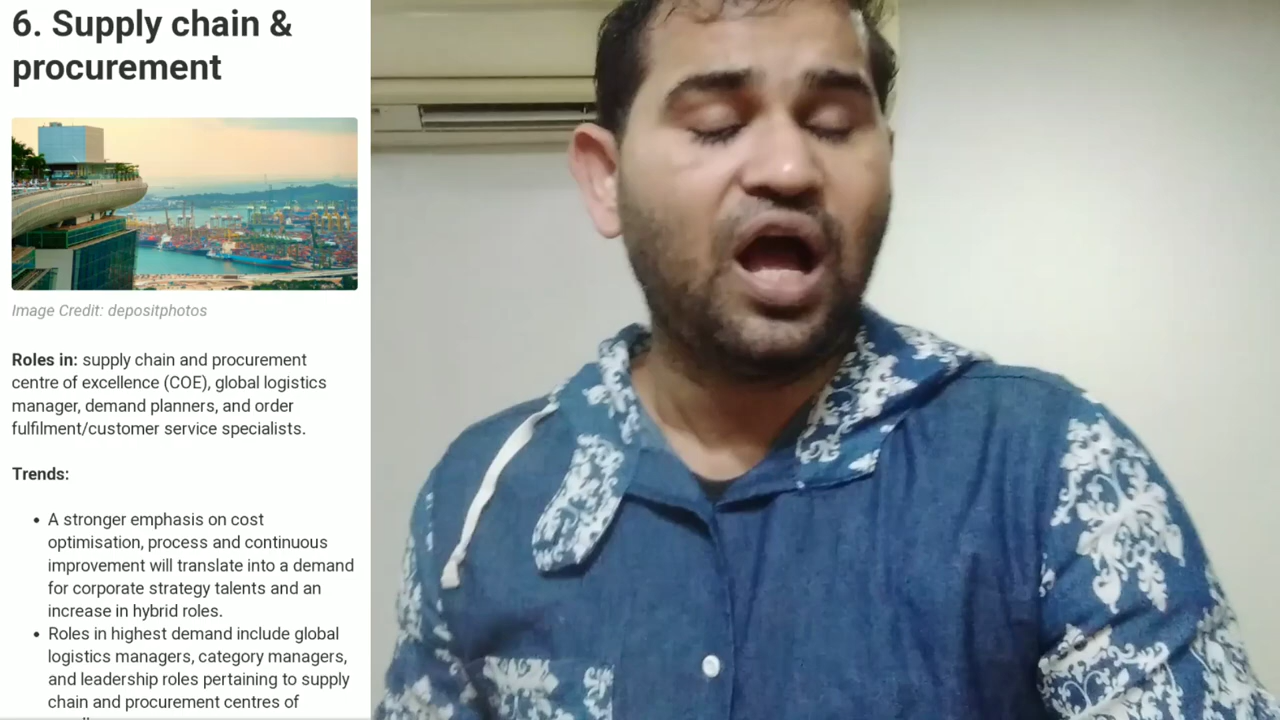 6. Supply chain &
procurement
Image Credit: depositphotos
Roles in: supply chain and procurement
centre of excellence (COE), global logistics
manager, demand planners, and order
fulfilment/customer service specialists.
Trends:
• A stronger emphasis on cost
optimisation, process and continuous
improvement will translate into a demand
for corporate strategy talents and an
increase in hybrid roles.
• Roles in highest demand include global
logistics managers, category managers,
and leadership roles pertaining to supply
chain and procurement centres of